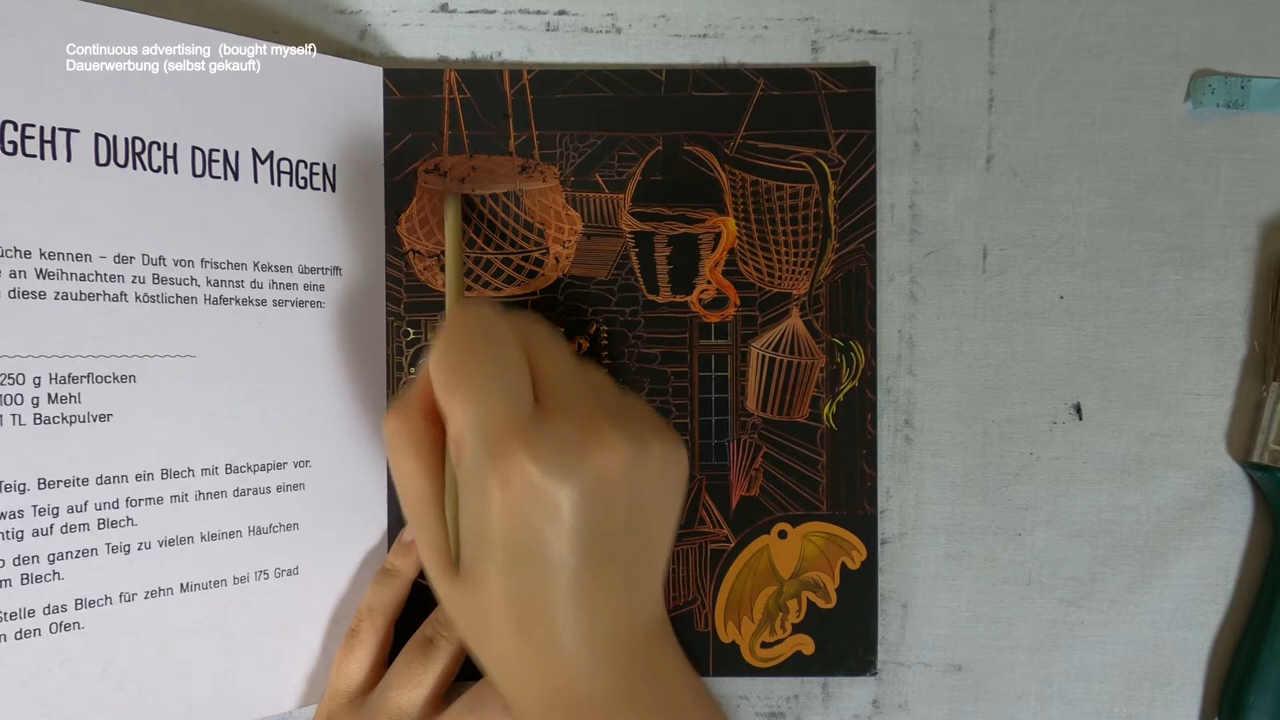 Continuous advertising (bought myself)
Dauerwerbung (selbst gekauft)
GEHT DURCH DEN MAGEN
üche kennen – der Duft von frischen Keksen übertrifft
e an Weihnachten zu Besuch, kannst du ihnen eine
diese zauberhaft köstlichen Haferkekse servieren:
250 g Haferflocken
100 g Mehl
1 TL Backpulver
Teig. Bereite dann ein Blech mit Backpapier vor.
was Teig auf und forme mit ihnen daraus einen
htig auf dem Blech.
o den ganzen Teig zu vielen kleinen Häufchen
m Blech.
Stelle das Blech für zehn Minuten bei 175 Grad
n den Ofen.